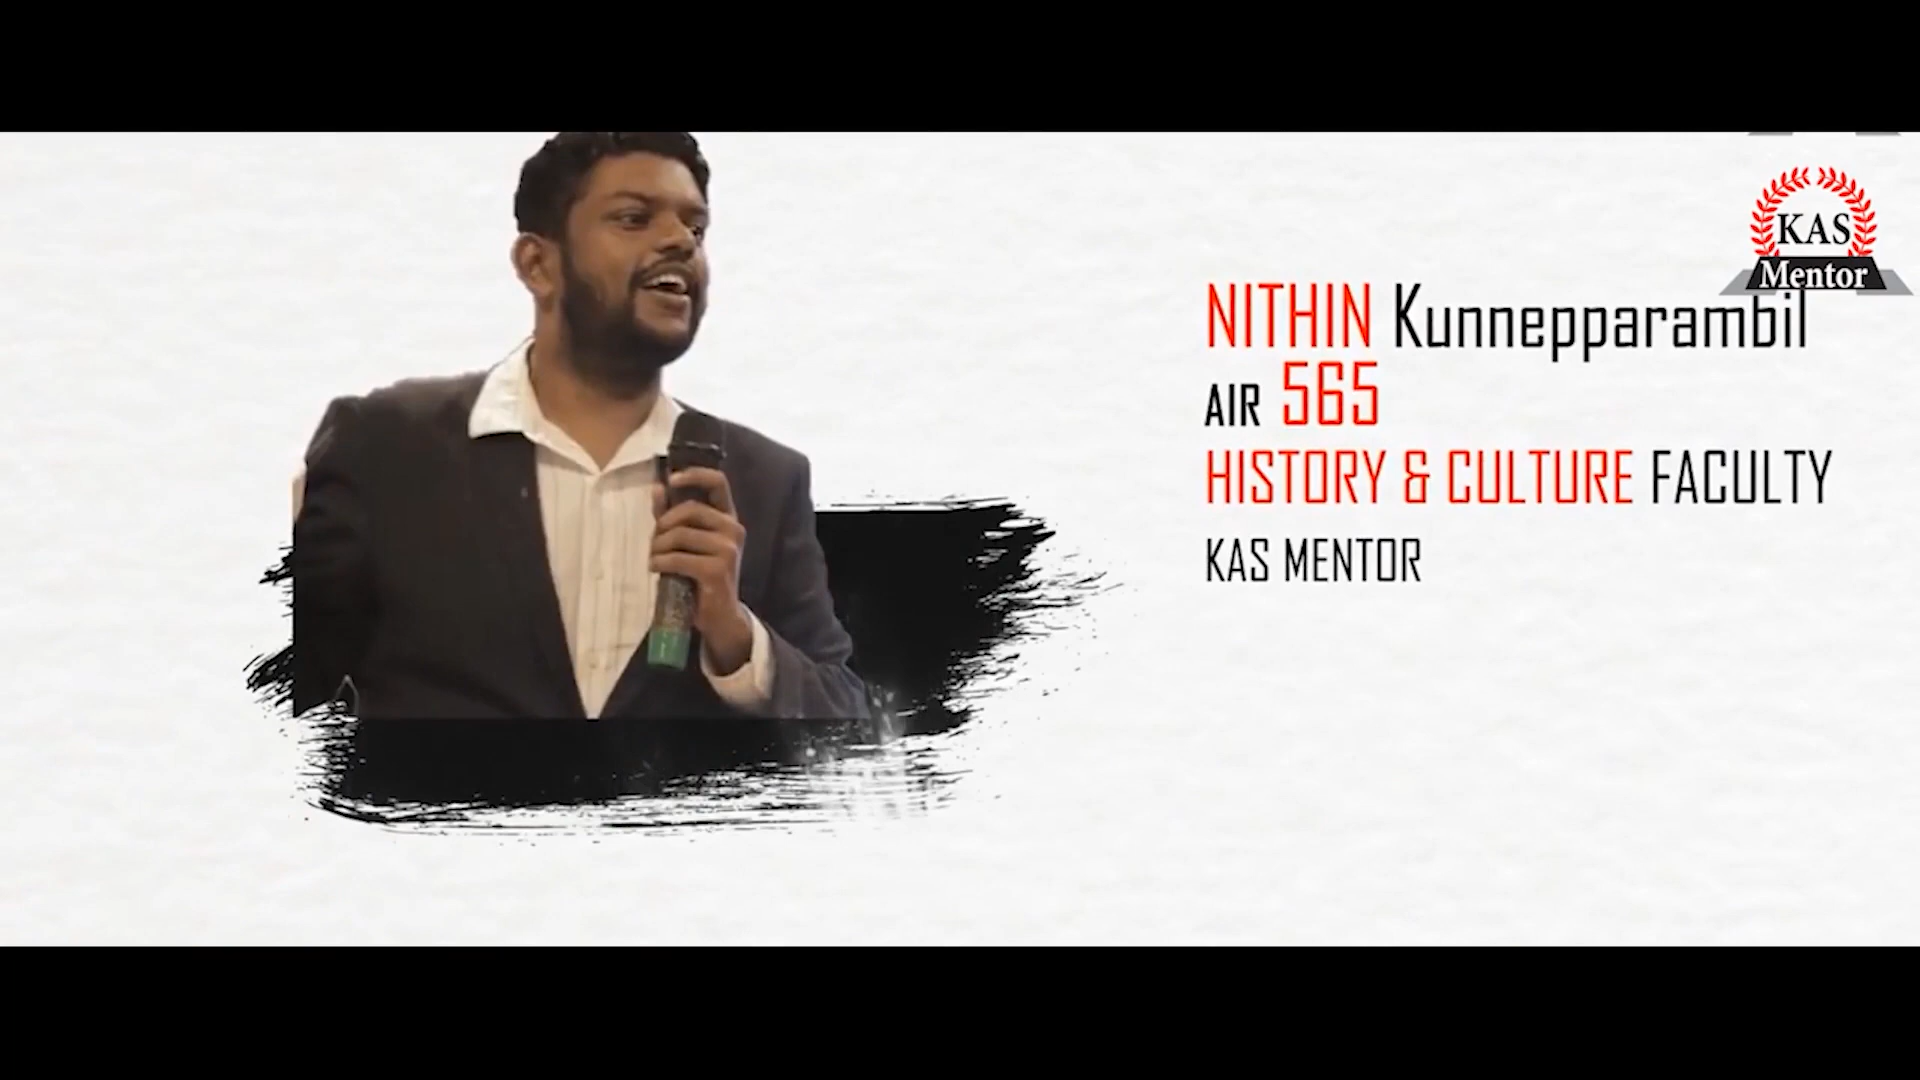 KAS
Mentor
NITHIN Kunnepparambil
AIR 565
HISTORY & CULTURE FACULTY
KAS MENTOR